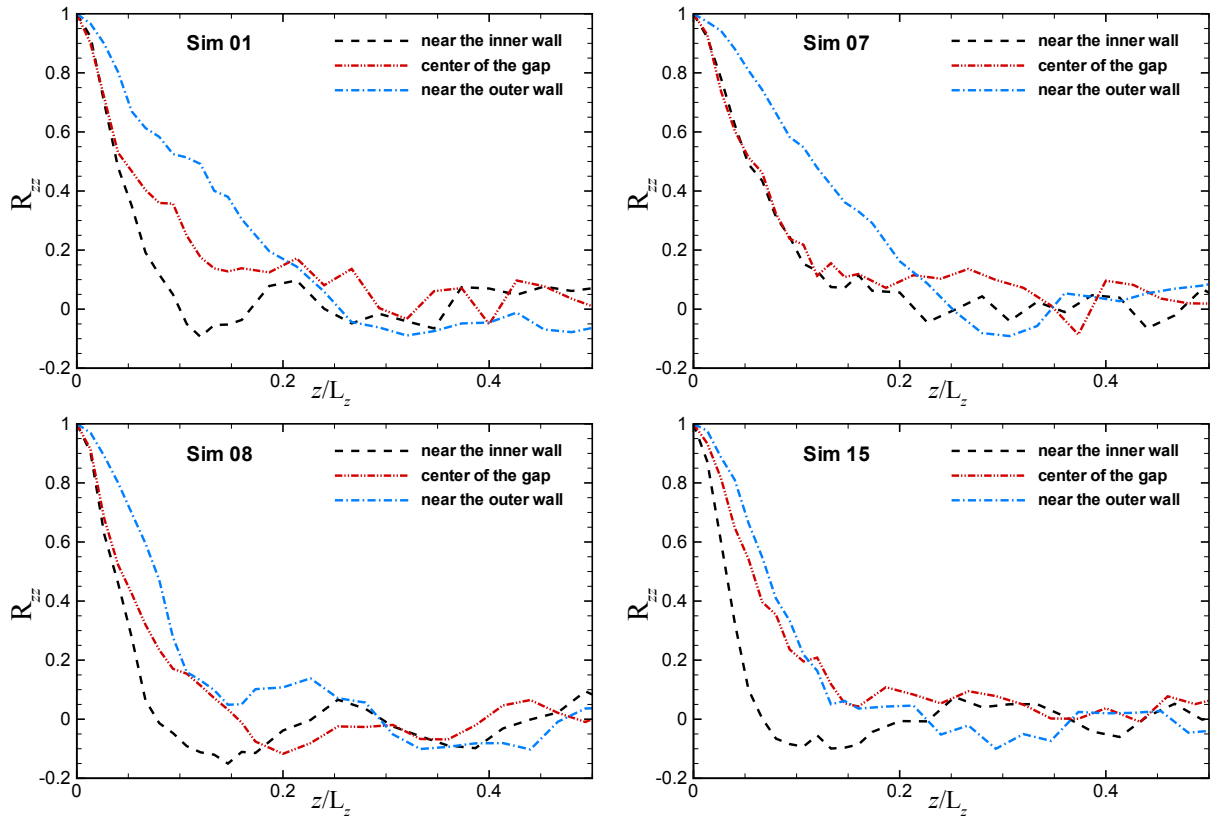 1
0.8
0.6
0.4
0.2
0
-0.2
R_zz
Sim 01
near the inner wall
center of the gap
near the outer wall
0 0.2 0.4
z/L_z
1
0.8
0.6
0.4
0.2
0
-0.2
R_zz
Sim 07
near the inner wall
center of the gap
near the outer wall
0 0.2 0.4
z/L_z
1
0.8
0.6
0.4
0.2
0
-0.2
R_zz
Sim 08
near the inner wall
center of the gap
near the outer wall
0 0.2 0.4
z/L_z
1
0.8
0.6
0.4
0.2
0
-0.2
R_zz
Sim 15
near the inner wall
center of the gap
near the outer wall
0 0.2 0.4
z/L_z